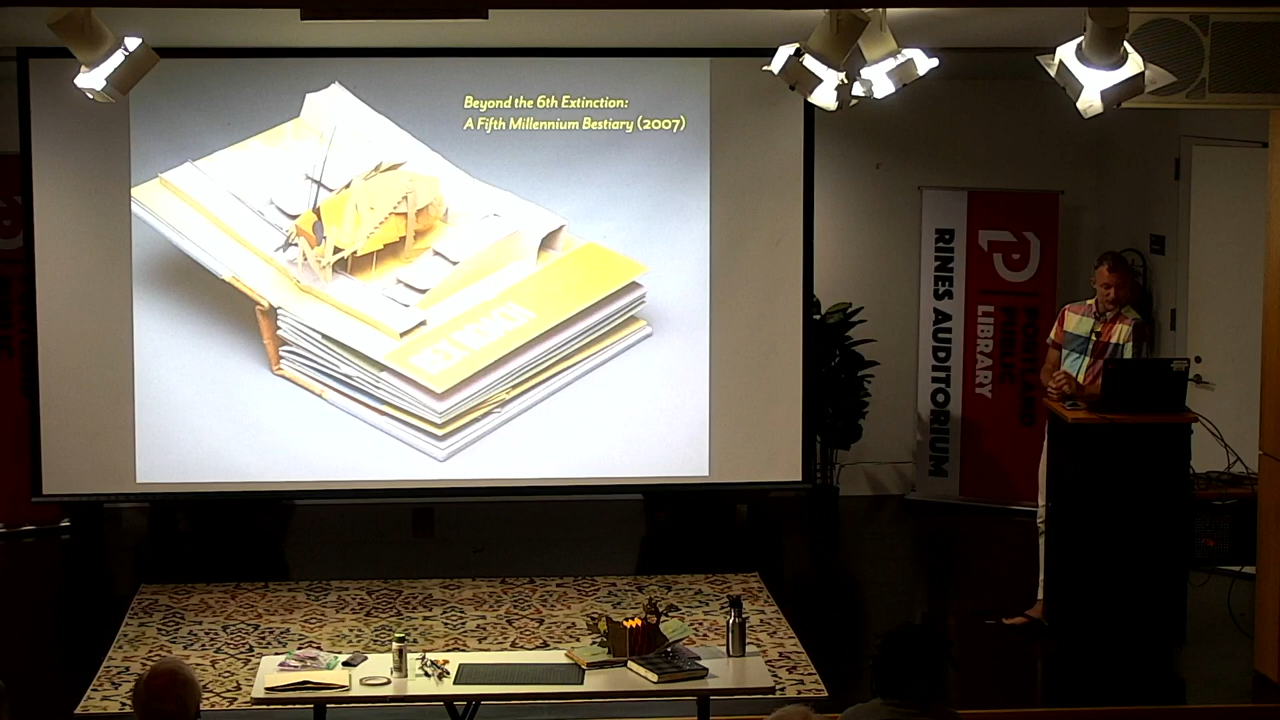 Beyond the 6th Extinction:
A Fifth Millennium Bestiary (2007)
RINES AUDITORIUM
PORTLAND
PUBLIC
LIBRARY